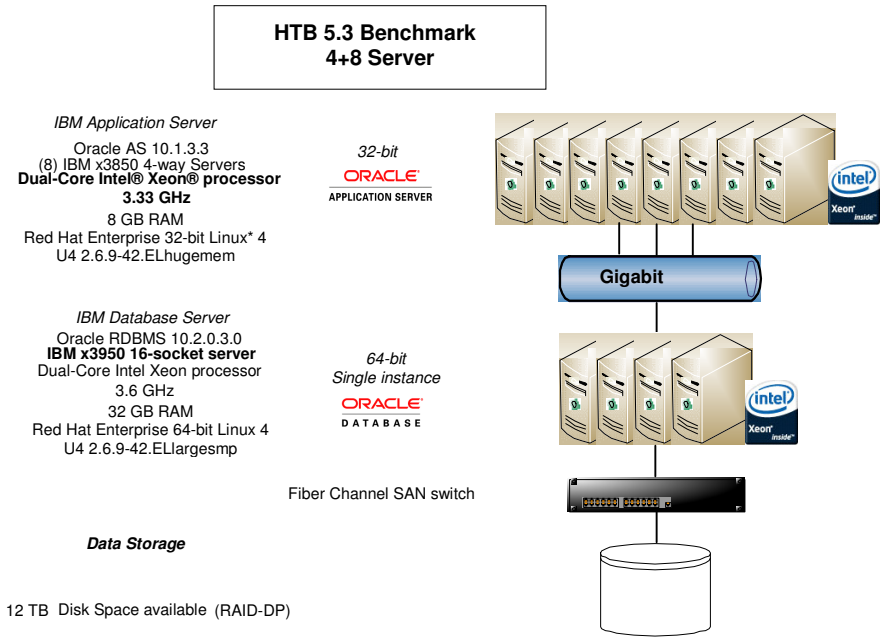 HTB 5.3 Benchmark
4+8 Server
IBM Application Server
Oracle AS 10.1.3.3
(8) IBM x3850 4-way Servers
Dual-Core Intel® Xeon® processor
3.33 GHz
8 GB RAM
Red Hat Enterprise 32-bit Linux* 4
U4 2.6.9-42.ELhugemem
32-bit
ORACLE®
APPLICATION SERVER
intel®
Xeon®
inside™
Gigabit
IBM Database Server
Oracle RDBMS 10.2.0.3.0
IBM x3950 16-socket server
Dual-Core Intel Xeon processor
3.6 GHz
32 GB RAM
Red Hat Enterprise 64-bit Linux 4
U4 2.6.9-42.ELlargesmp
64-bit
Single instance
ORACLE®
DATABASE
intel®
Xeon®
inside™
Fiber Channel SAN switch
Data Storage
12 TB Disk Space available (RAID-DP)